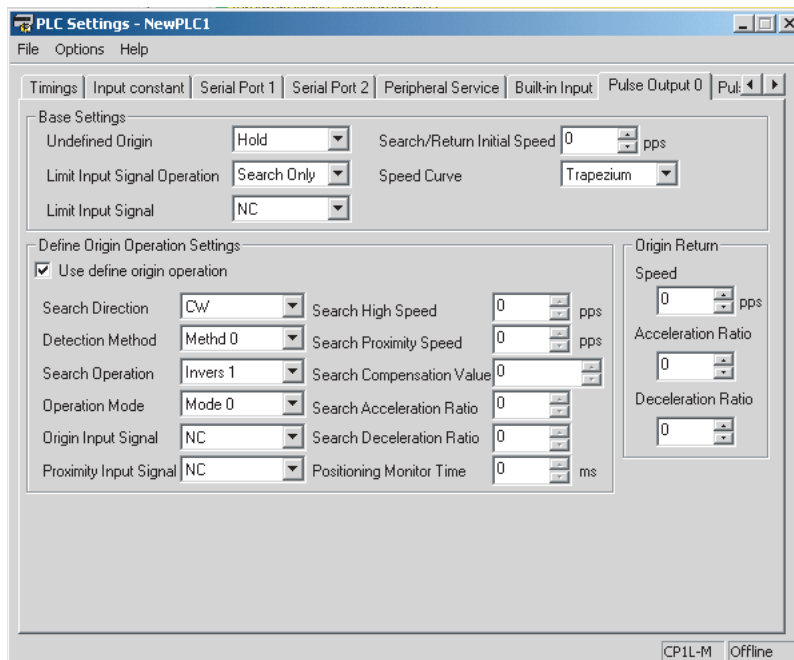 PLC Settings - NewPLC1
File Options Help
Timings Input constant Serial Port 1 Serial Port 2 Peripheral Service Built-in Input Pulse Output 0 Pul
Base Settings
Undefined Origin Hold Search/Return Initial Speed 0 pps
Limit Input Signal Operation Search Only Speed Curve Trapezium
Limit Input Signal NC
Define Origin Operation Settings
Use define origin operation
Search Direction CW Search High Speed 0 pps
Detection Method Methd 0 Search Proximity Speed 0 pps
Search Operation Invers 1 Search Compensation Value 0
Operation Mode Mode 0 Search Acceleration Ratio 0
Origin Input Signal NC Search Deceleration Ratio 0
Proximity Input Signal NC Positioning Monitor Time 0 ms
Origin Return
Speed
0 pps
Acceleration Ratio
0
Deceleration Ratio
0
CP1L-M Offline